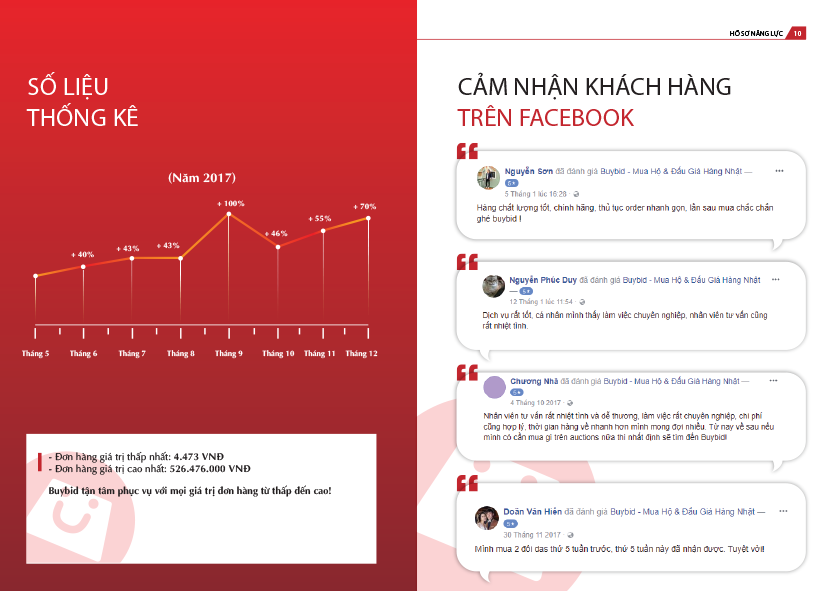 HỒ SƠ NĂNG LỰC 10
SỐ LIỆU
THỐNG KÊ
(Năm 2017)
+ 40%
+ 43%
+ 43%
+ 100%
+ 46%
+ 55%
+ 70%
Tháng 5 Tháng 6 Tháng 7 Tháng 8 Tháng 9 Tháng 10 Tháng 11 Tháng 12
- Đơn hàng giá trị thấp nhất: 4.473 VNĐ
- Đơn hàng giá trị cao nhất: 526.476.000 VNĐ
Buybid tận tâm phục vụ với mọi giá trị đơn hàng từ thấp đến cao!
CẢM NHẬN KHÁCH HÀNG
TRÊN FACEBOOK
Nguyễn Sơn đã đánh giá Buybid - Mua Hộ & Đấu Giá Hàng Nhật —
5★
5 Tháng 1 lúc 16:28 ·
Hàng chất lượng tốt, chính hãng, thủ tục order nhanh gọn, lần sau mua chắc chắn
ghé buybid !
Nguyễn Phúc Duy đã đánh giá Buybid - Mua Hộ & Đấu Giá Hàng Nhật
— 5★
12 Tháng 1 lúc 11:54 ·
Dịch vụ rất tốt, cá nhân mình thấy làm việc chuyên nghiệp, nhân viên tư vấn cũng
rất nhiệt tình.
Chương Nhã đã đánh giá Buybid - Mua Hộ & Đấu Giá Hàng Nhật —
5★
4 Tháng 10 2017 ·
Nhân viên tư vấn rất nhiệt tình và dễ thương, làm việc rất chuyên nghiệp, chi phí
cũng hợp lý, thời gian hàng về nhanh hơn mình mong đợi nhiều. Từ nay về sau nếu
mình có cần mua gì trên auctions nữa thì nhất định sẽ tìm đến Buybid!
Doãn Văn Hiển đã đánh giá Buybid - Mua Hộ & Đấu Giá Hàng Nhật —
5★
30 Tháng 11 2017 ·
Mình mua 2 đôi das thứ 5 tuần trước, thứ 5 tuần này đã nhận được. Tuyệt vời!